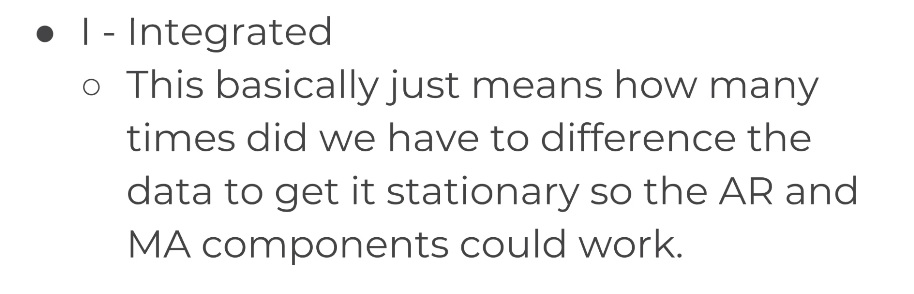 ● I - Integrated
○ This basically just means how many
times did we have to difference the
data to get it stationary so the AR and
MA components could work.